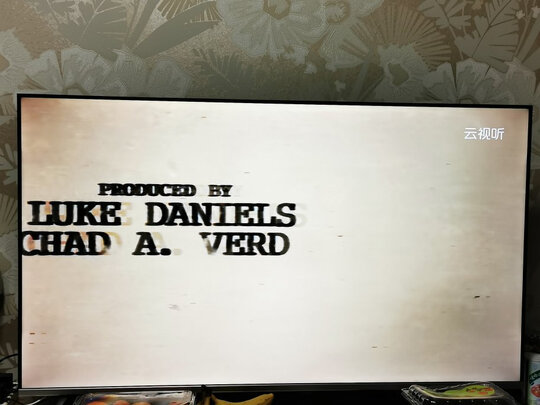 云视听
PRODUCED BY
LUKE DANIELS
CHAD A. VERD